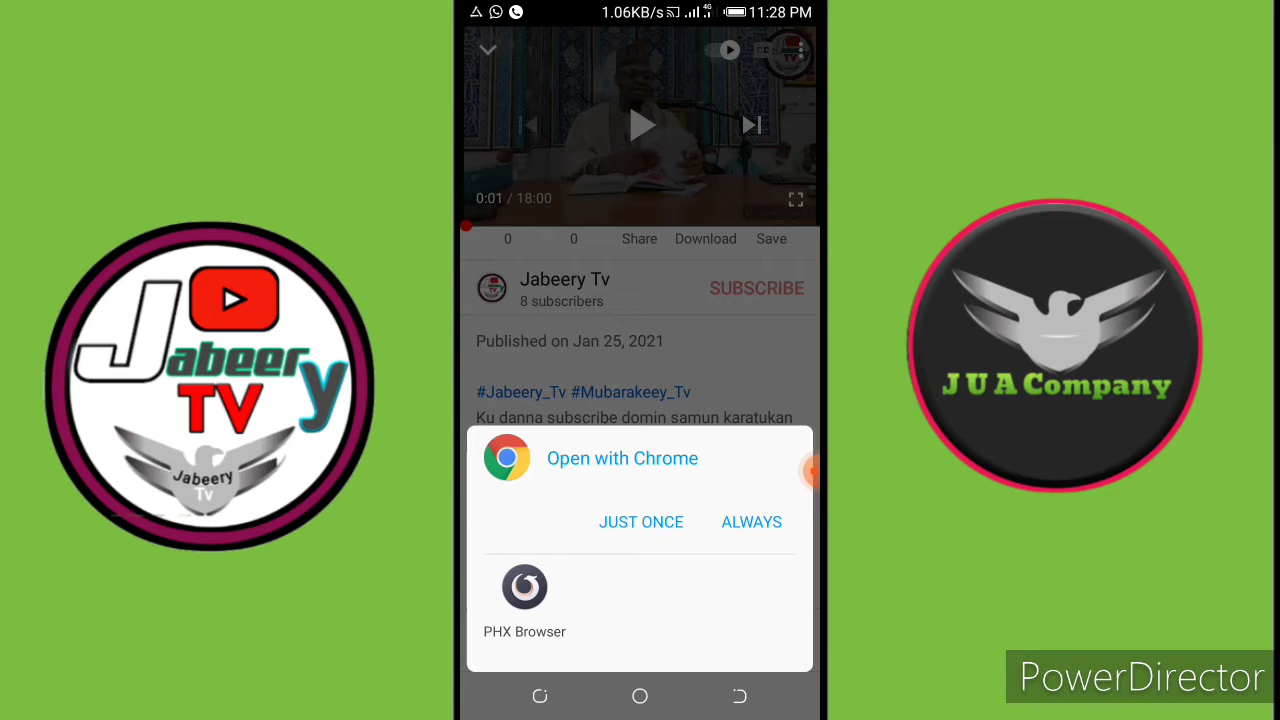 1.06KB/s 4G 11:28 PM
TV
0:01 / 18:00
0 0 Share Download Save
Jabeery Tv
8 subscribers
SUBSCRIBE
Published on Jan 25, 2021
#Jabeery_Tv #Mubarakeey_Tv
Ku danna subscribe domin samun karatukan
Open with Chrome
JUST ONCE ALWAYS
PHX Browser
Jabeery
TV
Jabeery
Tv
J U A Company
PowerDirector